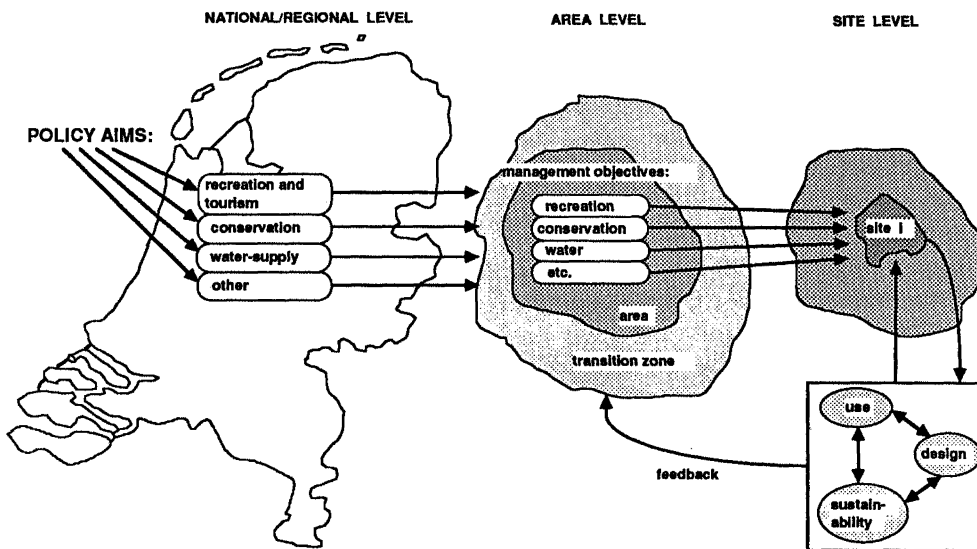 NATIONAL/REGIONAL LEVEL
AREA LEVEL
SITE LEVEL
POLICY AIMS:
recreation and
tourism
conservation
water-supply
other
management objectives:
recreation
conservation
water
etc.
area
transition zone
site i
use
design
sustain-
ability
feedback